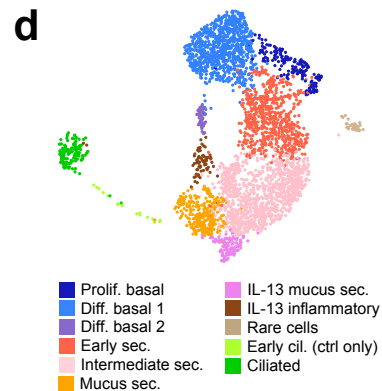 d
Prolif. basal
Diff. basal 1
Diff. basal 2
Early sec.
Intermediate sec.
Mucus sec.
IL-13 mucus sec.
IL-13 inflammatory
Rare cells
Early cil. (ctrl only)
Ciliated